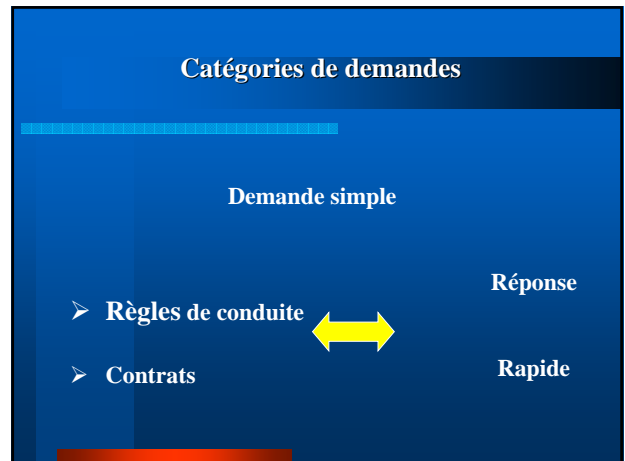 Catégories de demandes
Demande simple
Réponse
➢ Règles de conduite
➢ Contrats
Rapide